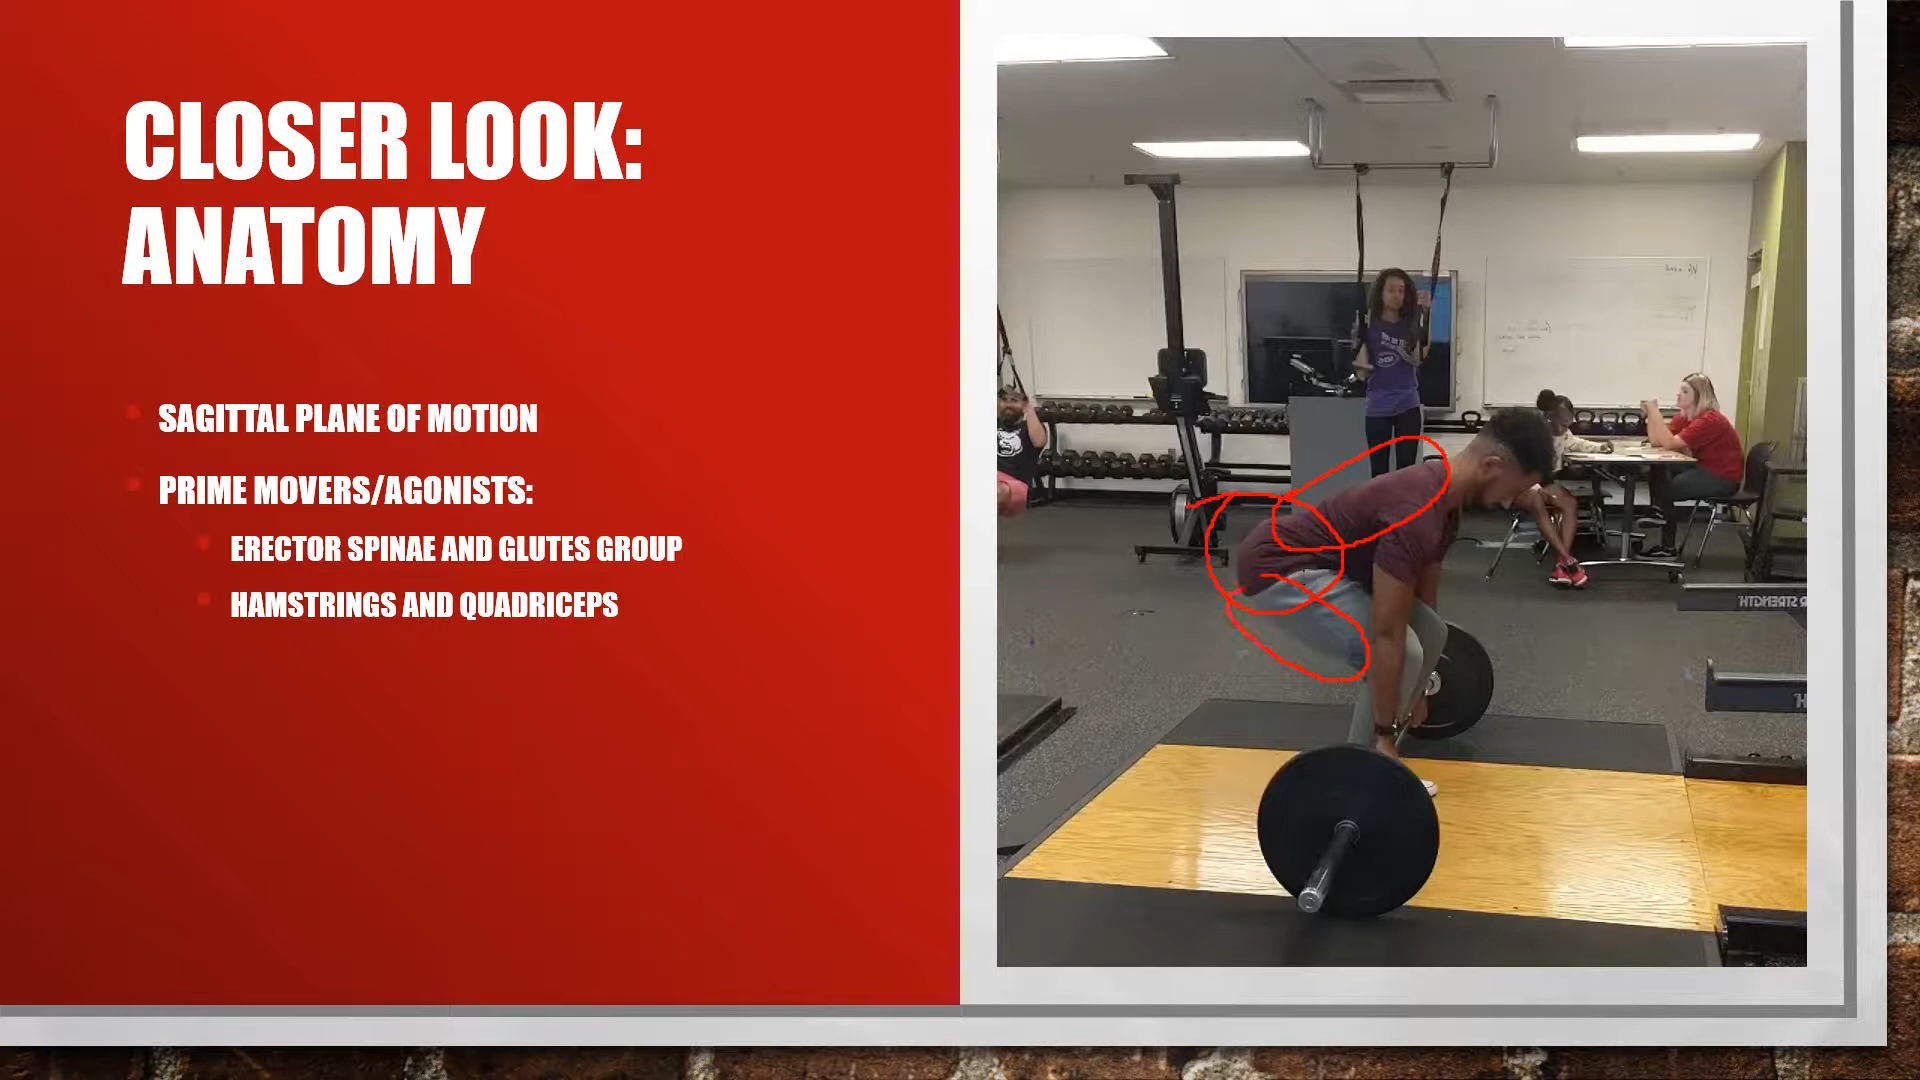 CLOSER LOOK:
ANATOMY
SAGITTAL PLANE OF MOTION
PRIME MOVERS/AGONISTS:
ERECTOR SPINAE AND GLUTES GROUP
HAMSTRINGS AND QUADRICEPS